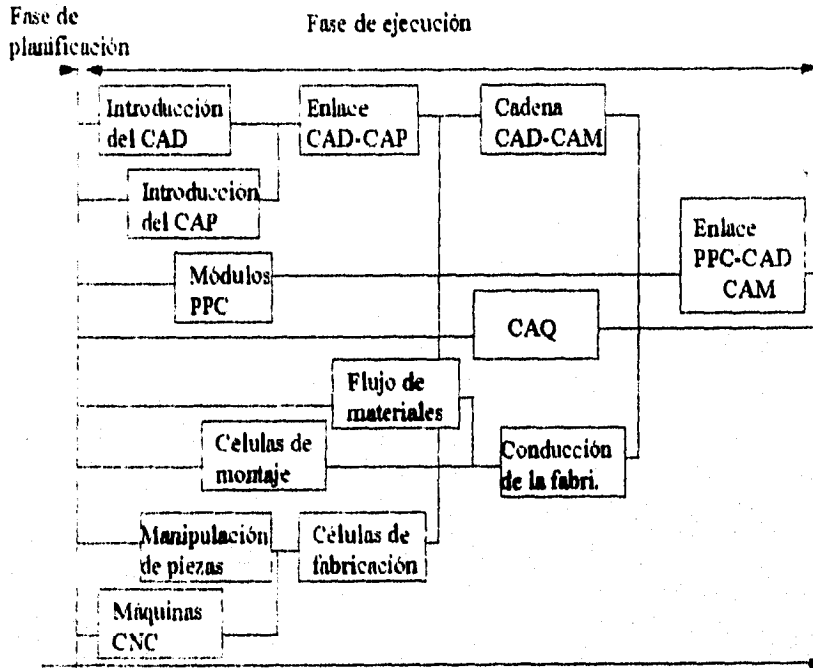 Fase de
planificación
Fase de ejecución
Introducción
del CAD
Enlace
CAD-CAP
Cadena
CAD-CAM
Introducción
del CAP
Enlace
PPC-CAD
CAM
Módulos
PPC
CAQ
Flujo de
materiales
Células de
montaje
Conducción
de la fabri.
Manipulación
de piezas
Células de
fabricación
Máquinas
CNC